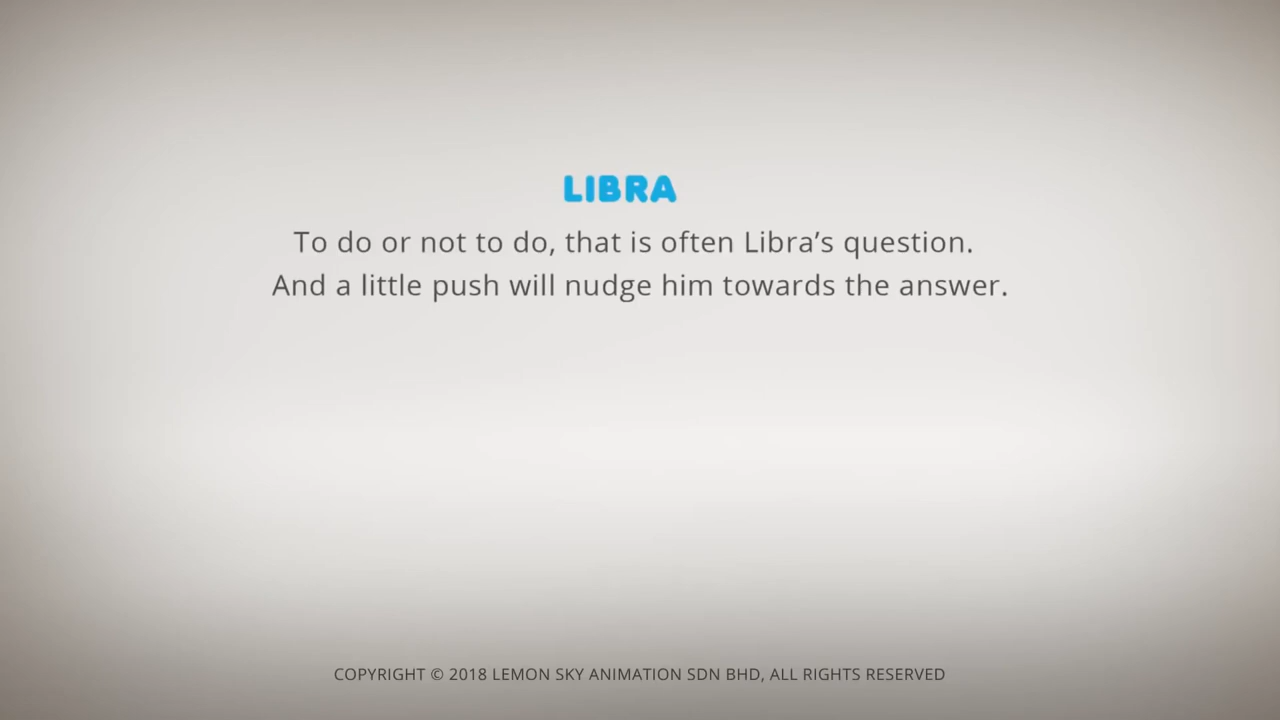 LIBRA
To do or not to do, that is often Libra’s question.
And a little push will nudge him towards the answer.
COPYRIGHT © 2018 LEMON SKY ANIMATION SDN BHD, ALL RIGHTS RESERVED